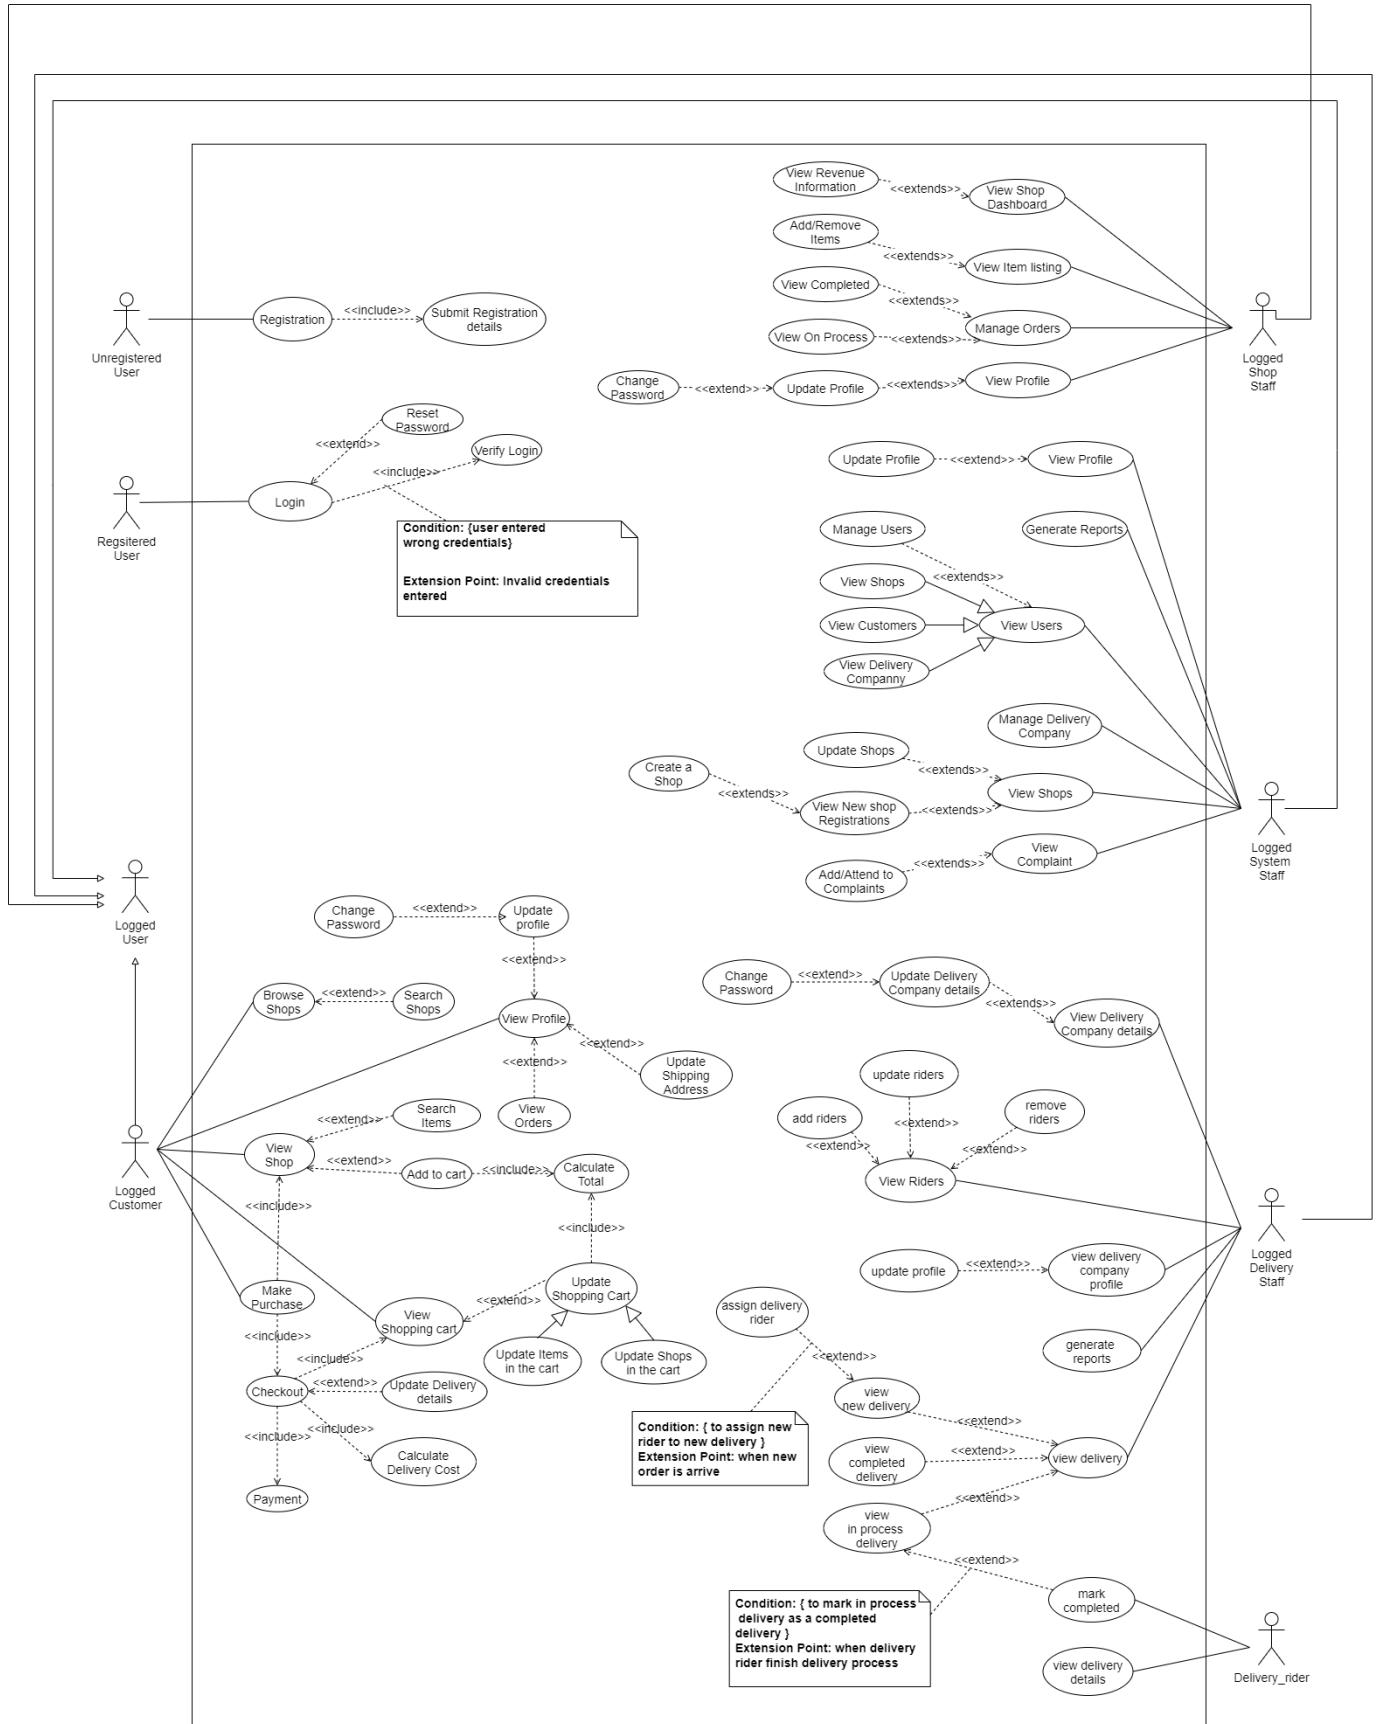 View Revenue
Information
<<extends>>
View Shop
Dashboard
Add/Remove
Items
<<extends>>
View Item listing
View Completed
<<extends>>
Manage Orders
View On Process
<<extends>>
Logged
Shop
Staff
Change
Password
<<extend>>
Update Profile
<<extends>>
View Profile
Unregistered
User
Registration
<<include>>
Submit Registration
details
Reset
Password
<<extend>>
Verify Login
<<include>>
Login
Regsitered
User
Condition: {user entered
wrong credentials}
Extension Point: Invalid credentials
entered
Update Profile
<<extend>>
View Profile
Manage Users
Generate Reports
<<extends>>
View Shops
View Customers
View Users
View Delivery
Companny
Manage Delivery
Company
Update Shops
<<extends>>
Create a
Shop
<<extends>>
View New shop
Registrations
<<extends>>
View Shops
View
Complaint
<<extends>>
Add/Attend to
Complaints
Logged
System
Staff
Logged
User
Change
Password
<<extend>>
Update
profile
<<extend>>
Browse
Shops
<<extend>>
Search
Shops
View Profile
<<extend>>
<<extend>>
Update
Shipping
Address
View
Orders
Search
Items
<<extend>>
View
Shop
<<extend>>
Add to cart
<<include>>
Calculate
Total
Logged
Customer
<<include>>
<<include>>
Make
Purchase
Update
Shopping Cart
<<extend>>
View
Shopping cart
<<include>>
<<include>>
Update Items
in the cart
Update Shops
in the cart
Checkout
<<extend>>
Update Delivery
details
<<include>>
<<include>>
Calculate
Delivery Cost
Payment
Change
Password
<<extend>>
Update Delivery
Company details
<<extends>>
View Delivery
Company details
update riders
add riders
remove
riders
<<extend>>
<<extend>>
<<extend>>
View Riders
Logged
Delivery
Staff
update profile
<<extend>>
view delivery
company
profile
assign delivery
rider
generate
reports
<<extend>>
view
new delivery
<<extend>>
Condition: { to assign new
rider to new delivery }
Extension Point: when new
order is arrive
view
completed
delivery
<<extend>>
view delivery
<<extend>>
view
in process
delivery
<<extend>>
mark
completed
Condition: { to mark in process
delivery as a completed
delivery }
Extension Point: when delivery
rider finish delivery process
view delivery
details
Delivery_rider